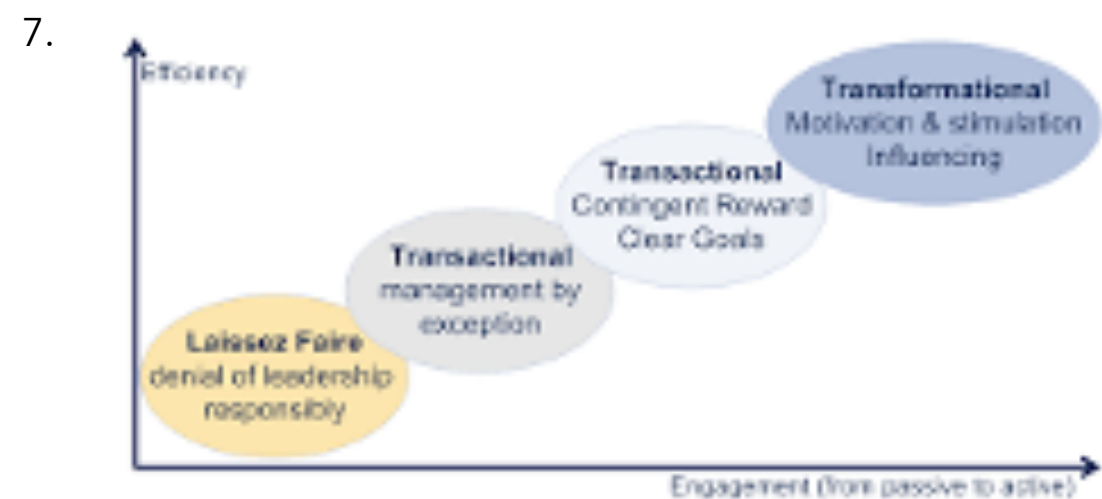 7.
Efficiency
Transformational
Motivation & stimulation
Influencing
Transactional
Contingent Reward
Clear Goals
Transactional
management by
exception
Laissez Faire
denial of leadership
responsibly
Engagement (from passive to active)